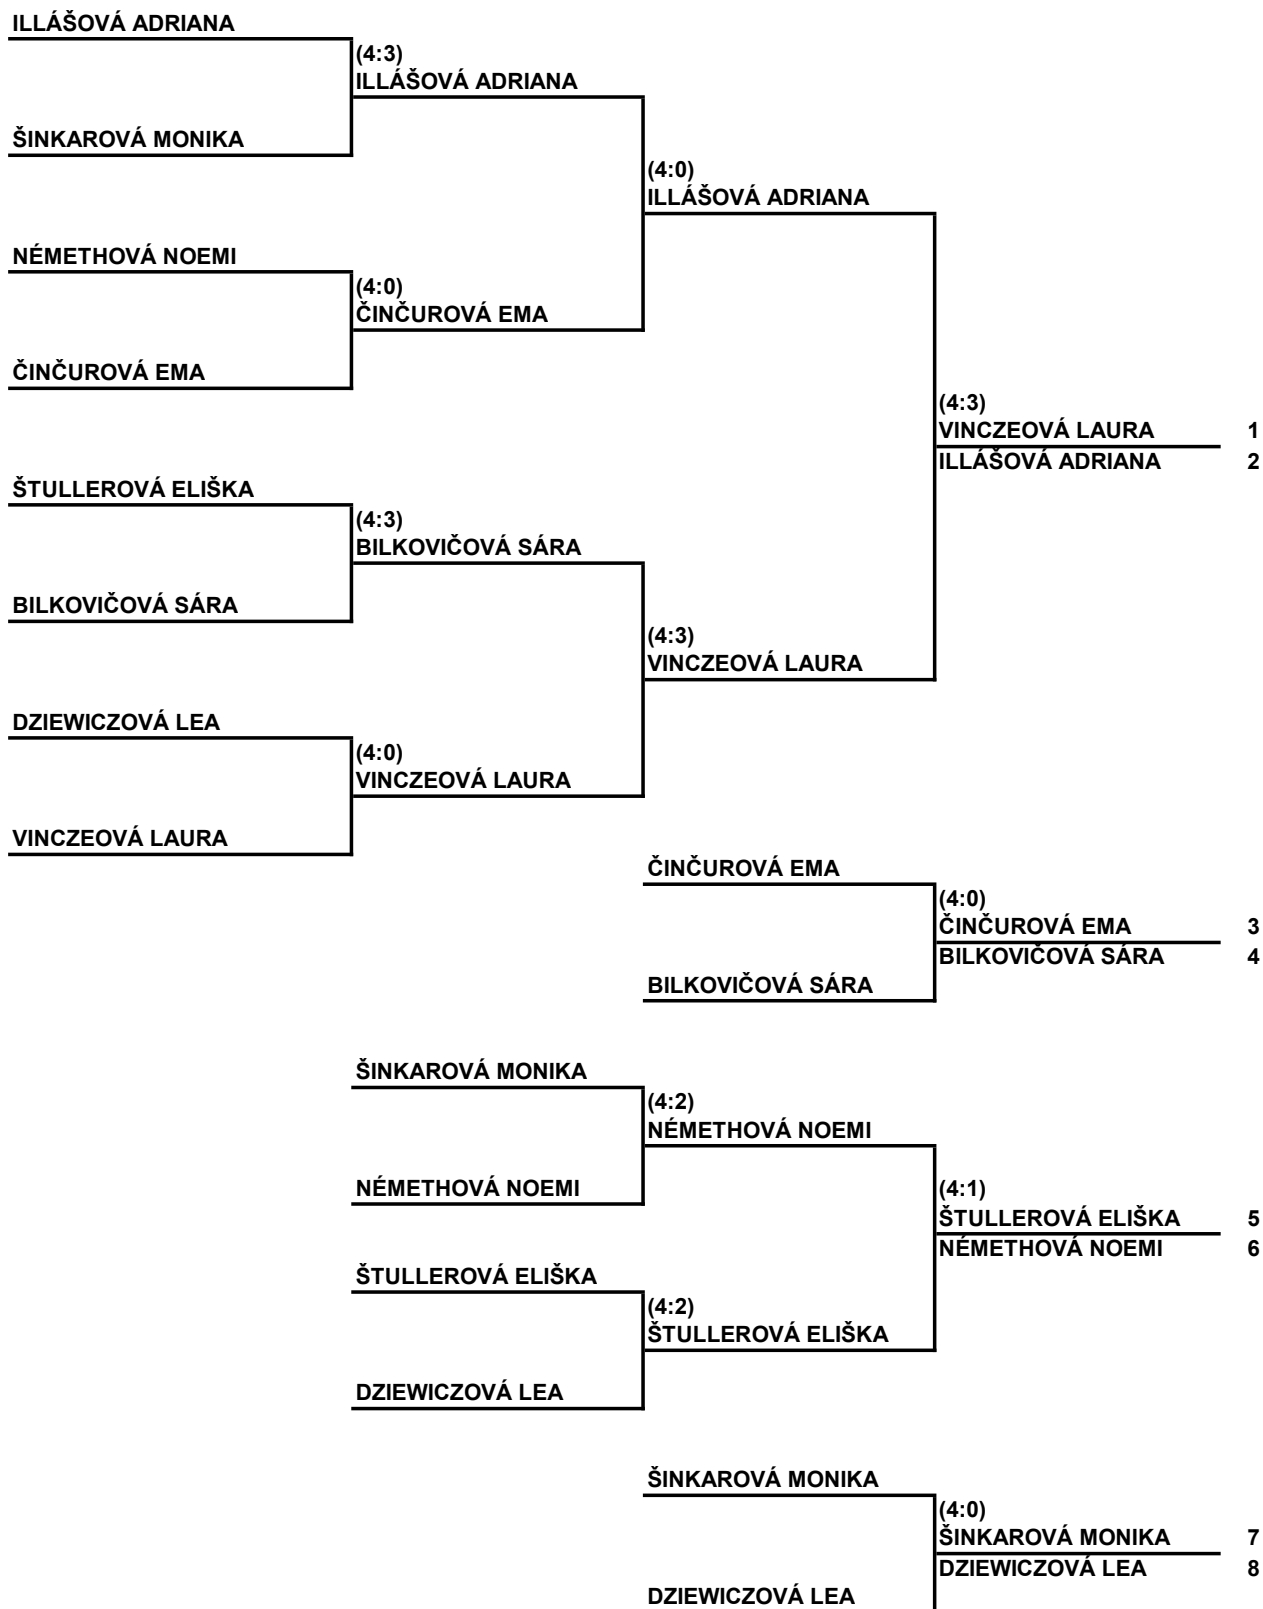 ILLÁŠOVÁ ADRIANA
(4:3)
ILLÁŠOVÁ ADRIANA
ŠINKAROVÁ MONIKA
(4:0)
ILLÁŠOVÁ ADRIANA
NÉMETHOVÁ NOEMI
(4:0)
ČINČUROVÁ EMA
ČINČUROVÁ EMA
(4:3)
VINCZEOVÁ LAURA 1
ILLÁŠOVÁ ADRIANA 2
ŠTULLEROVÁ ELIŠKA
(4:3)
BILKOVIČOVÁ SÁRA
BILKOVIČOVÁ SÁRA
(4:3)
VINCZEOVÁ LAURA
DZIEWICZOVÁ LEA
(4:0)
VINCZEOVÁ LAURA
VINCZEOVÁ LAURA
ČINČUROVÁ EMA
(4:0)
ČINČUROVÁ EMA 3
BILKOVIČOVÁ SÁRA 4
BILKOVIČOVÁ SÁRA
ŠINKAROVÁ MONIKA
(4:2)
NÉMETHOVÁ NOEMI
NÉMETHOVÁ NOEMI
(4:1)
ŠTULLEROVÁ ELIŠKA 5
NÉMETHOVÁ NOEMI 6
ŠTULLEROVÁ ELIŠKA
(4:2)
ŠTULLEROVÁ ELIŠKA
DZIEWICZOVÁ LEA
ŠINKAROVÁ MONIKA
(4:0)
ŠINKAROVÁ MONIKA 7
DZIEWICZOVÁ LEA 8
DZIEWICZOVÁ LEA